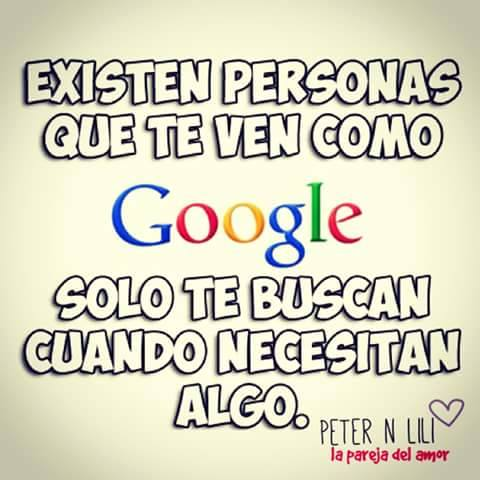 EXISTEN PERSONAS
QUE TE VEN COMO
Google
SOLO TE BUSCAN
CUANDO NECESITAN
ALGO.
PETER N LILI
la pareja del amor